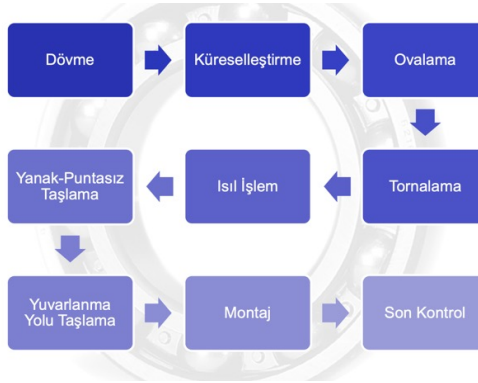 Dövme
Küreselleştirme
Ovalama
Tornalama
Isıl İşlem
Yanak-Puntasız
Taşlama
Yuvarlanma
Yolu Taşlama
Montaj
Son Kontrol